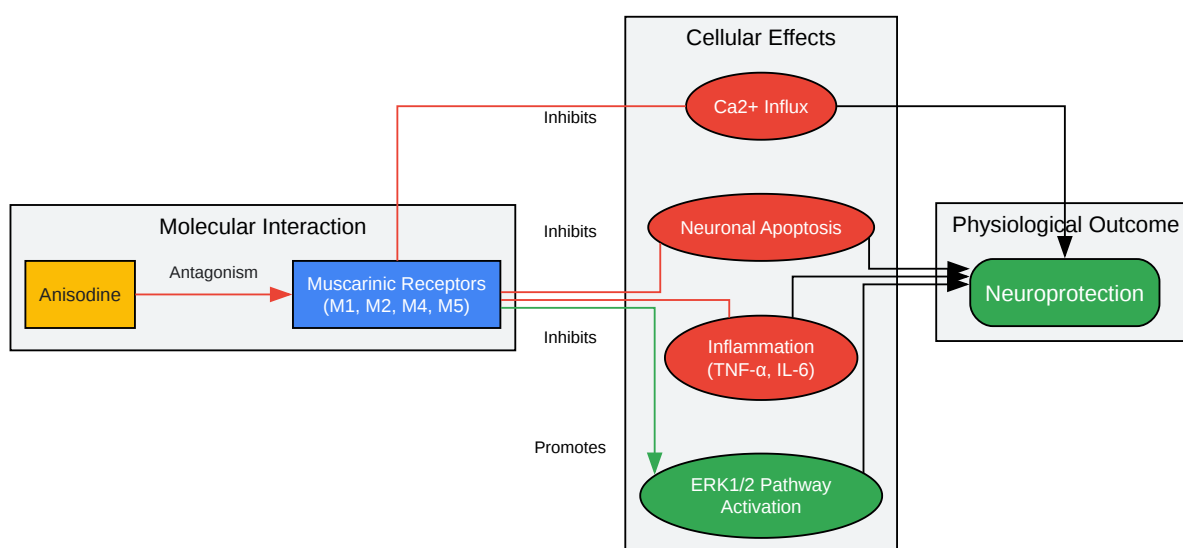 Cellular Effects
Ca2+ Influx
Inhibits
Molecular Interaction
Physiological Outcome
Inhibits
Neuronal Apoptosis
Antagonism
Anisodine
Muscarinic Receptors
(M1, M2, M4, M5)
Neuroprotection
Inhibits
Inflammation
(TNF-α, IL-6)
Promotes
ERK1/2 Pathway
Activation